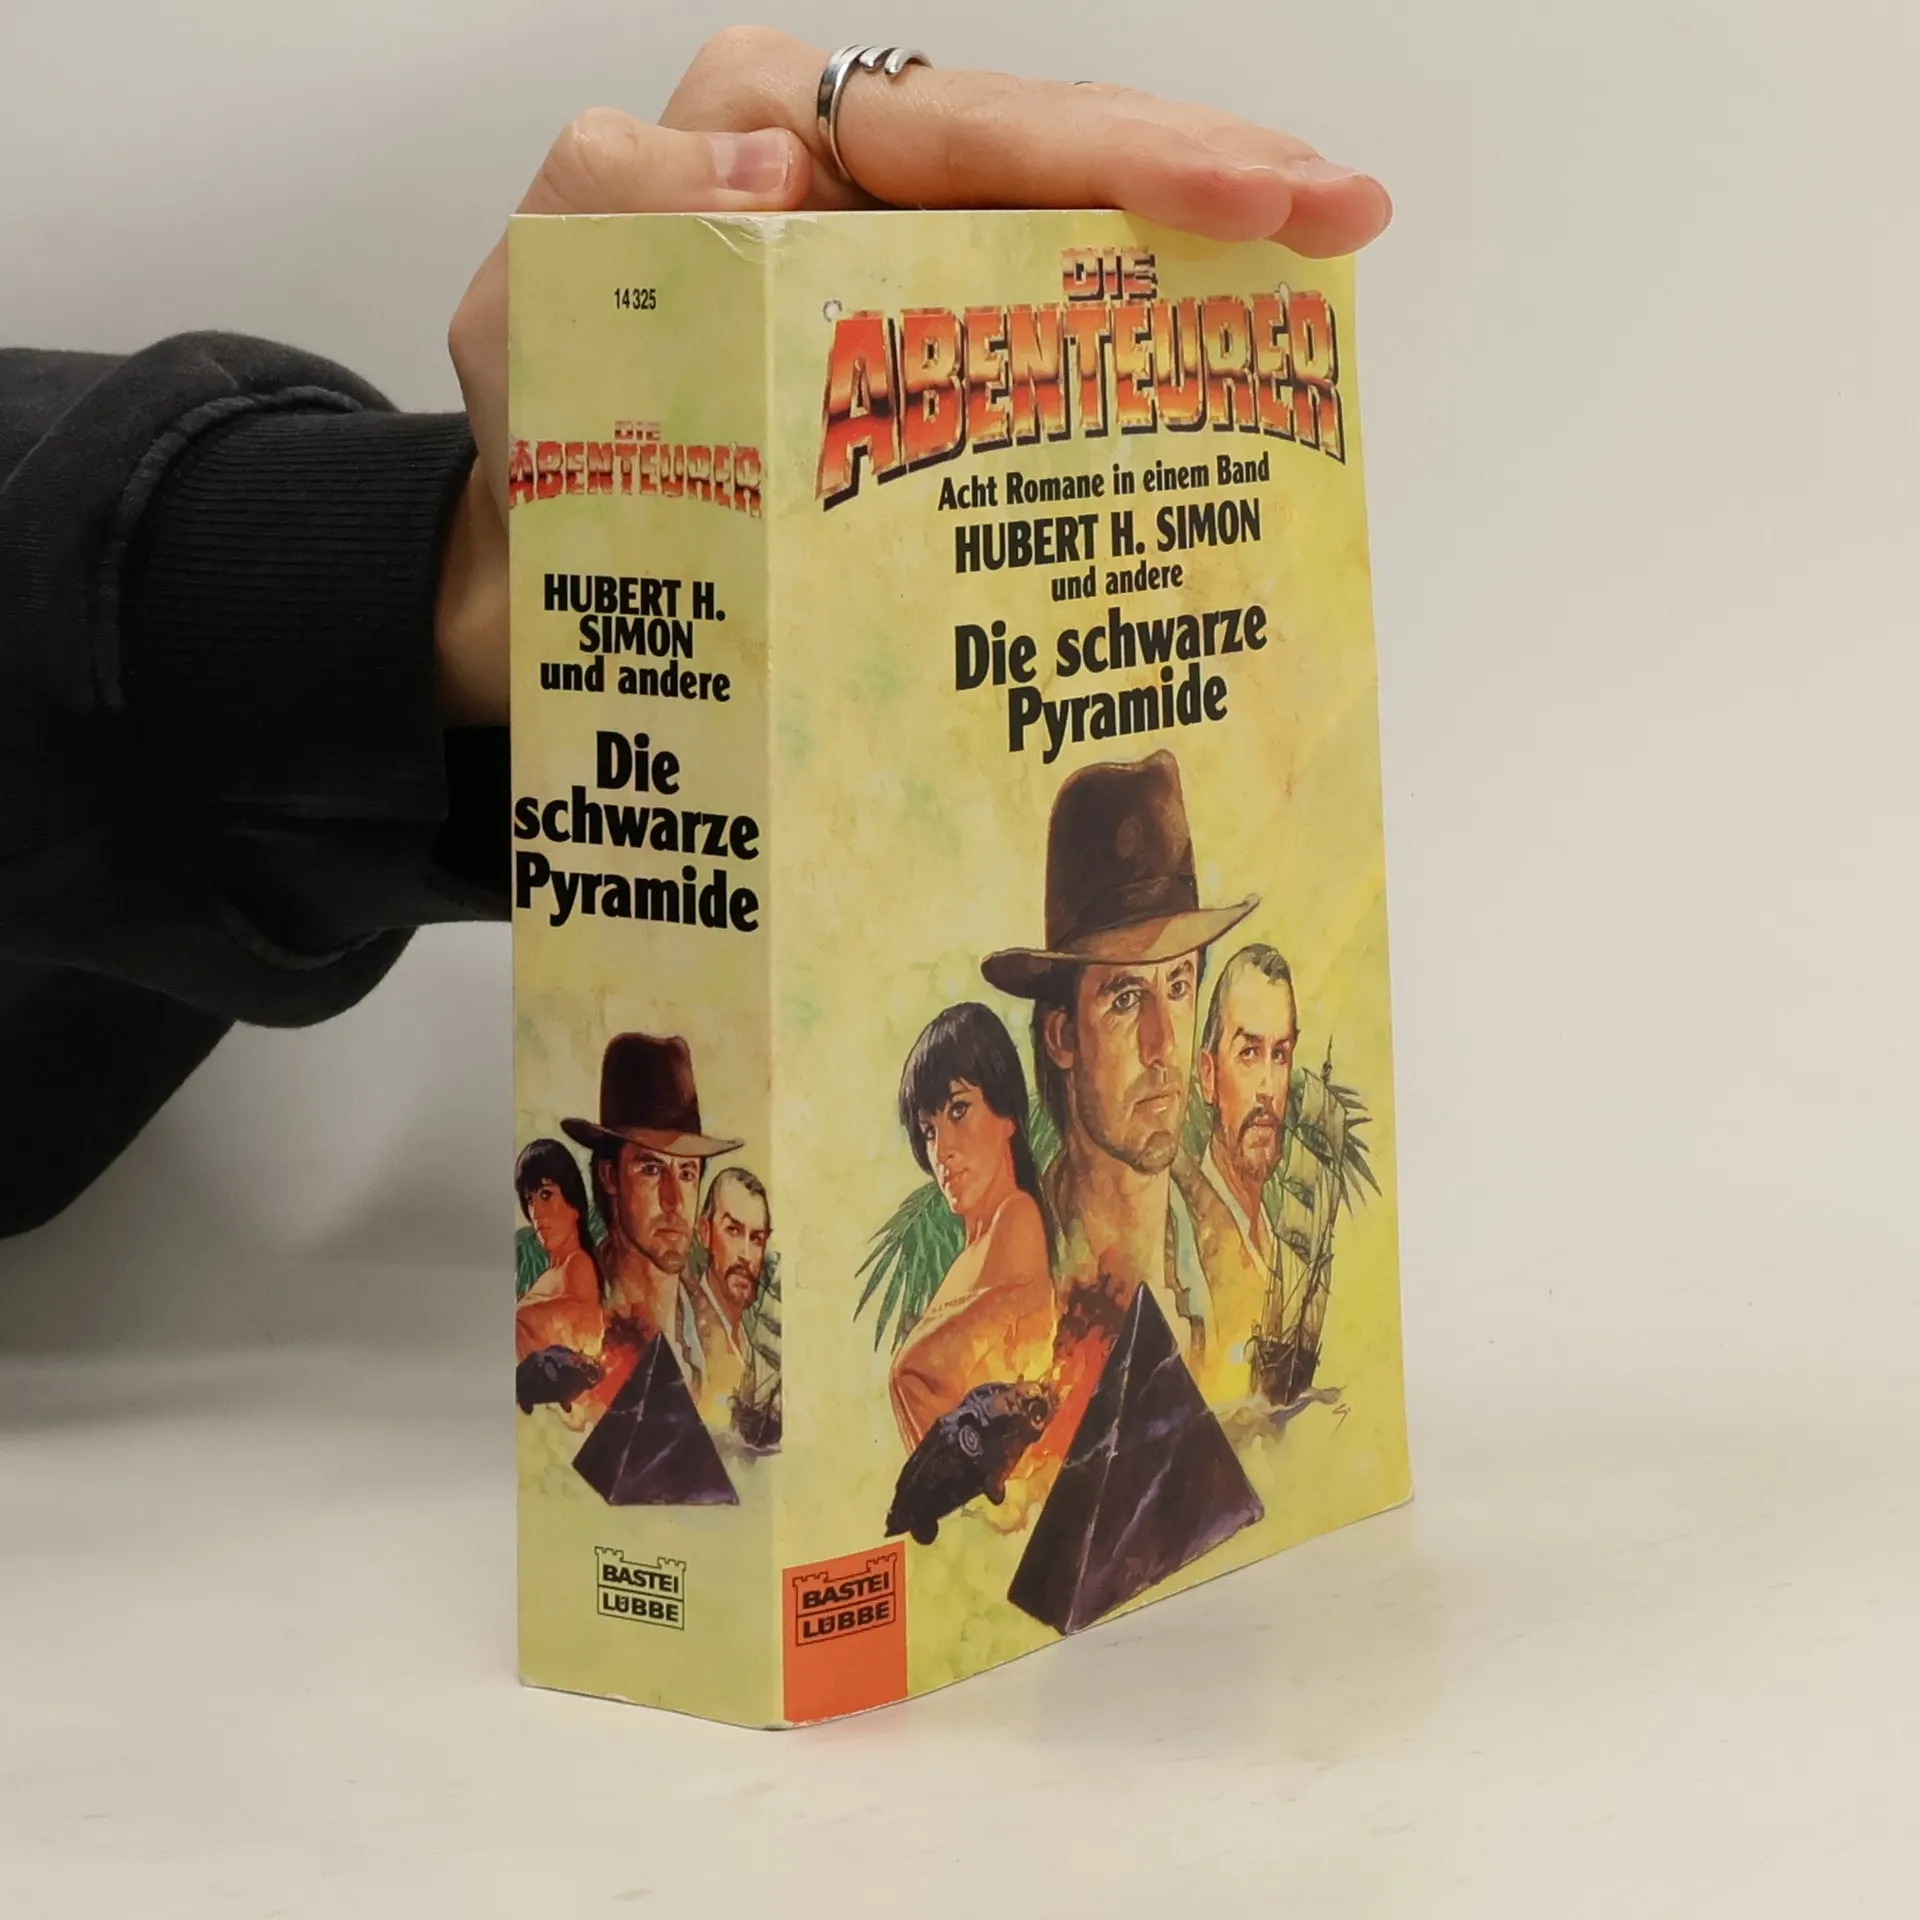 14325
DIE
ABENTEURER
HUBERT H.
SIMON
und andere
Die
schwarze
Pyramide
BASTEI
LÜBBE
DIE
ABENTEURER
Acht Romane in einem Band
HUBERT H. SIMON
und andere
Die schwarze
Pyramide
BASTEI
LÜBBE